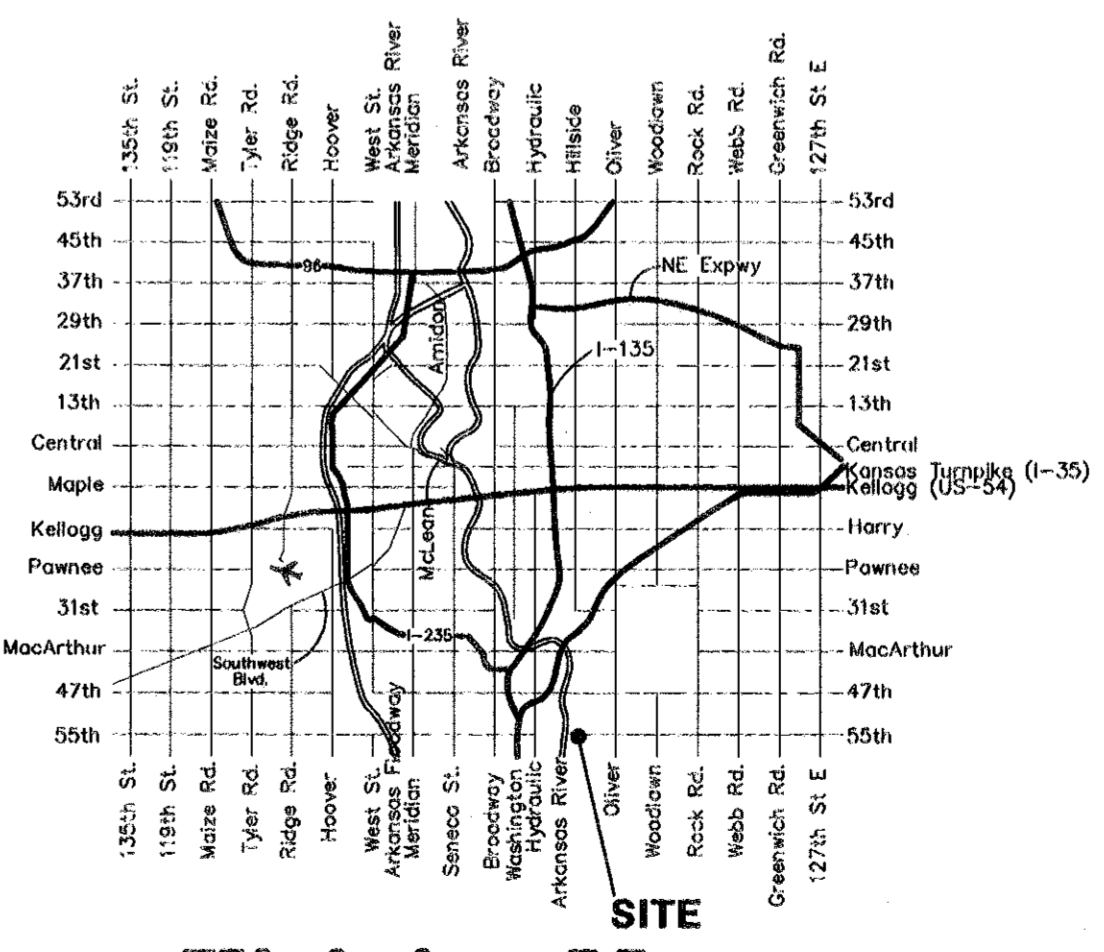 135th St.
119th St.
Maize Rd.
Tyler Rd.
Ridge Rd.
Hoover
West St.
Arkansas River
Meridian
Arkansas River
Broadway
Hydraulic
Hillside
Oliver
Woodlawn
Rock Rd.
Webb Rd.
Greenwich Rd.
127th St E
53rd
45th
37th
29th
21st
13th
Central
Maple
Kellogg
Pawnee
31st
MacArthur
47th
55th
96
NE Expwy
Amidon
I-135
McLean
I-235
Southwest
Blvd.
53rd
45th
37th
29th
21st
13th
Central
Kansas Turnpike (I-35)
Kellogg (US-54)
Harry
Pawnee
31st
MacArthur
47th
55th
135th St.
119th St.
Maize Rd.
Tyler Rd.
Ridge Rd.
Hoover
West St.
Arkansas Floodway
Meridian
Seneca St.
Broadway
Washington
Hydraulic
Arkansas River
Oliver
Woodlawn
Rock Rd.
Webb Rd.
Greenwich Rd.
127th St E
SITE